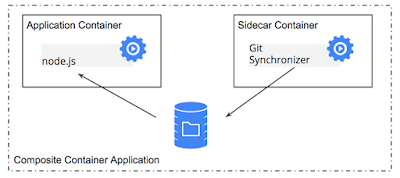 Application Container
node.js
Sidecar Container
Git
Synchronizer
Composite Container Application